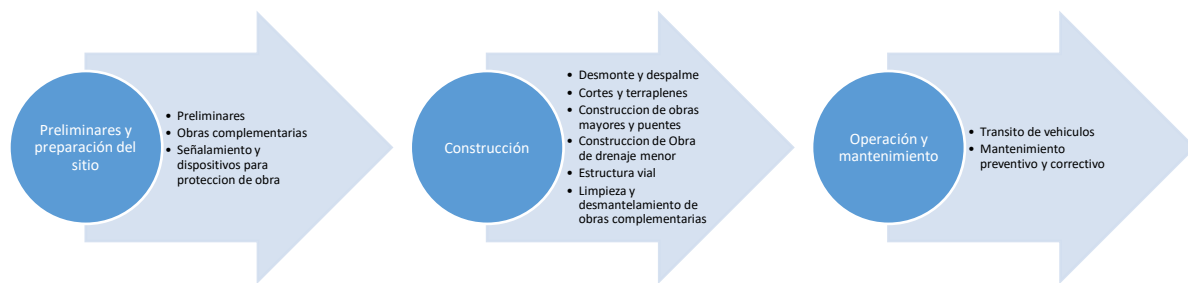 Preliminares y
preparación del
sitio
• Preliminares
• Obras complementarias
• Señalamiento y
dispositivos para
proteccion de obra
Construcción
• Desmonte y despalme
• Cortes y terraplenes
• Construccion de obras
mayores y puentes
• Construccion de Obra
de drenaje menor
• Estructura vial
• Limpieza y
desmantelamiento de
obras complementarias
Operación y
mantenimiento
• Transito de vehiculos
• Mantenimiento
preventivo y correctivo